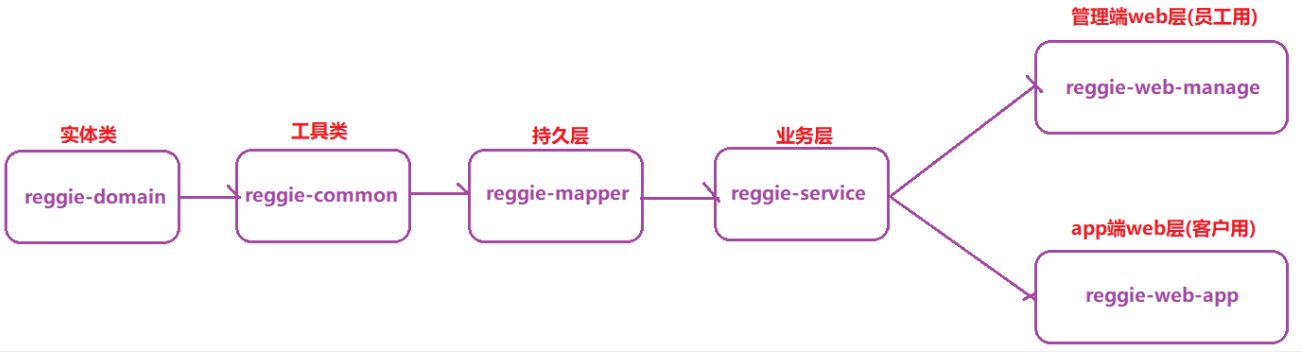 管理端web层(员工用)
reggie-web-manage
实体类
工具类
持久层
业务层
reggie-domain
reggie-common
reggie-mapper
reggie-service
app端web层(客户用)
reggie-web-app